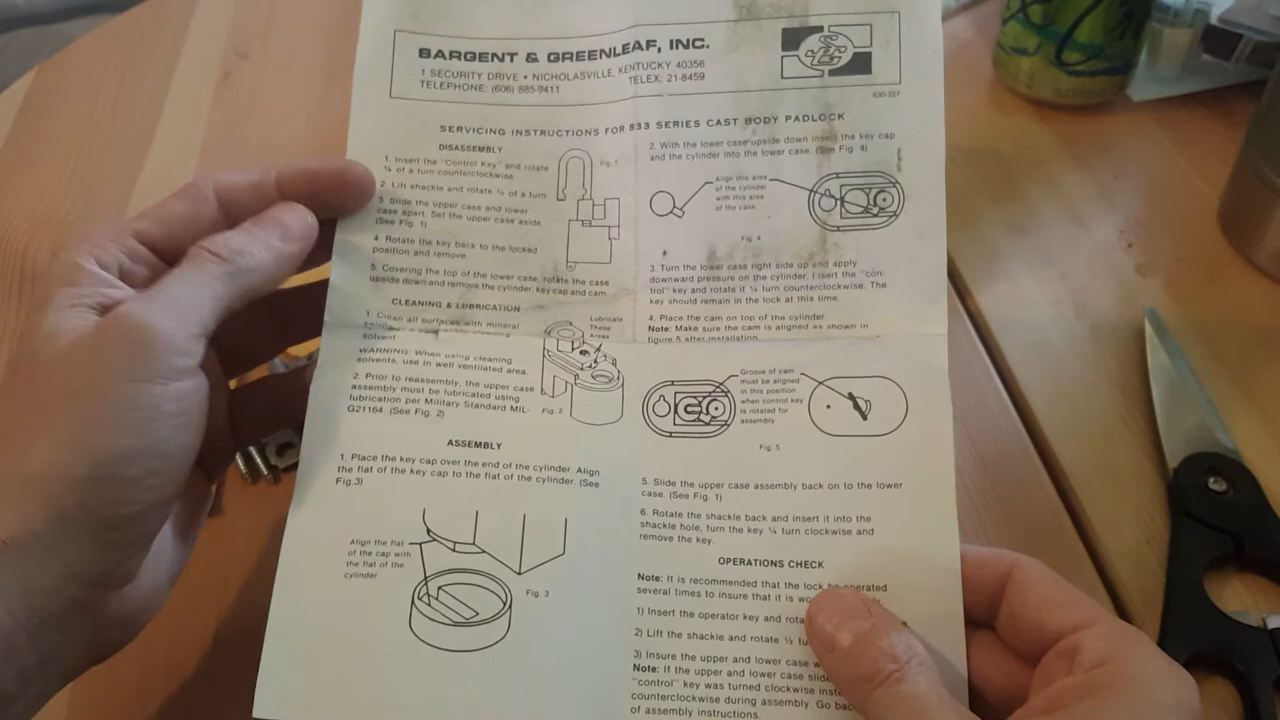 SARGENT & GREENLEAF, INC.
1 SECURITY DRIVE • NICHOLASVILLE, KENTUCKY 40356
TELEPHONE: (606) 885-9411 TELEX: 21-8459
630-227
SERVICING INSTRUCTIONS FOR 833 SERIES CAST BODY PADLOCK
DISASSEMBLY
1. Insert the "Control Key" and rotate
¼ of a turn counterclockwise.
2. Lift shackle and rotate ¼ of a turn.
3. Slide the upper case and lower
case apart. Set the upper case aside.
(See Fig. 1)
4. Rotate the key back to the locked
position and remove.
5. Covering the top of the lower case, rotate the case
upside down and remove the cylinder, key cap and cam.
Fig. 1
CLEANING & LUBRICATION
1. Clean all surfaces with mineral
spirits
solvent.
WARNING: When using cleaning
solvents, use in well ventilated area.
2. Prior to reassembly, the upper case
assembly must be lubricated using
lubrication per Military Standard MIL-
G21164. (See Fig. 2)
Lubricate
These
Areas
Fig. 2
ASSEMBLY
1. Place the key cap over the end of the cylinder. Align
the flat of the key cap to the flat of the cylinder. (See
Fig.3)
Align the flat
of the cap with
the flat of the
cylinder
Fig. 3
2. With the lower case upside down insert the key cap
and the cylinder into the lower case. (See Fig. 4)
Align this area
of the cylinder
with this area
of the case
Fig. 4
3. Turn the lower case right side up and apply
downward pressure on the cylinder. Insert the "con-
trol" key and rotate it ¼ turn counterclockwise. The
key should remain in the lock at this time.
4. Place the cam on top of the cylinder.
Note: Make sure the cam is aligned as shown in
figure 5 after installation.
Groove of cam
must be aligned
in this position
when control key
is rotated for
assembly
Fig. 5
5. Slide the upper case assembly back on to the lower
case. (See Fig. 1)
6. Rotate the shackle back and insert it into the
shackle hole, turn the key ¼ turn clockwise and
remove the key.
OPERATIONS CHECK
Note: It is recommended that the lock be operated
several times to insure that it is
1) Insert the operator key and
2) Lift the shackle and rotate
3) Insure the upper and lower case
Note: If the upper and lower case
"control" key was turned clockwise
counterclockwise during assembly. Go
of assembly instructions.